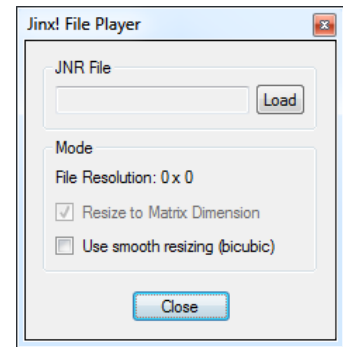 Jinx! File Player
JNR File
Load
Mode
File Resolution: 0 x 0
Resize to Matrix Dimension
Use smooth resizing (bicubic)
Close